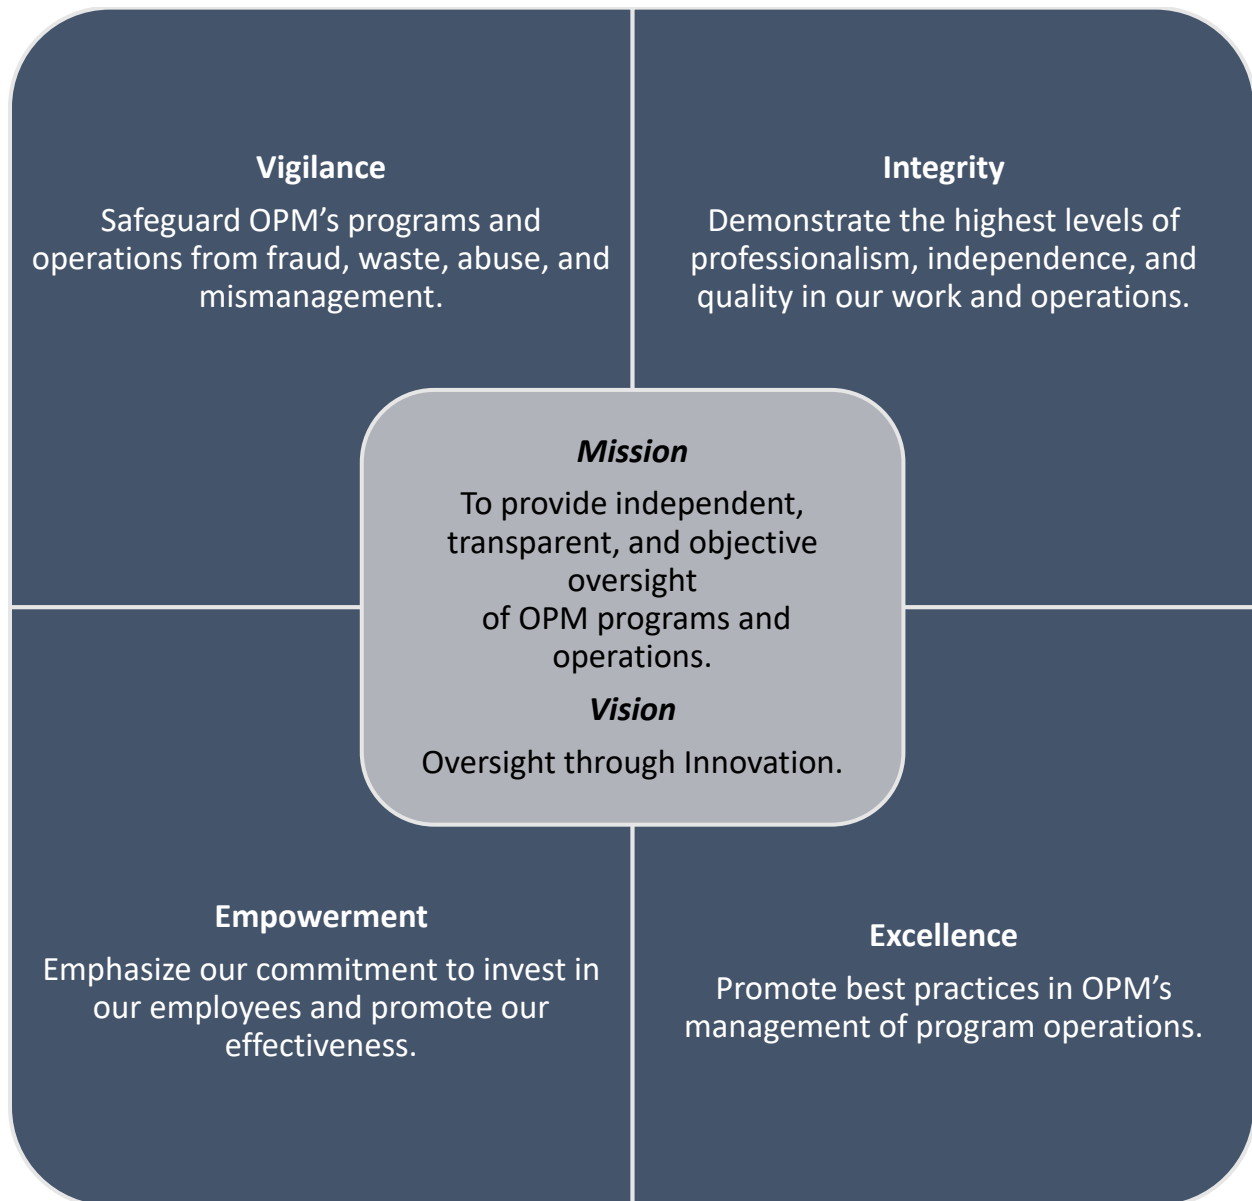 Vigilance
Safeguard OPM’s programs and
operations from fraud, waste, abuse, and
mismanagement.
Integrity
Demonstrate the highest levels of
professionalism, independence, and
quality in our work and operations.
Mission
To provide independent,
transparent, and objective
oversight
of OPM programs and
operations.
Vision
Oversight through Innovation.
Empowerment
Emphasize our commitment to invest in
our employees and promote our
effectiveness.
Excellence
Promote best practices in OPM’s
management of program operations.